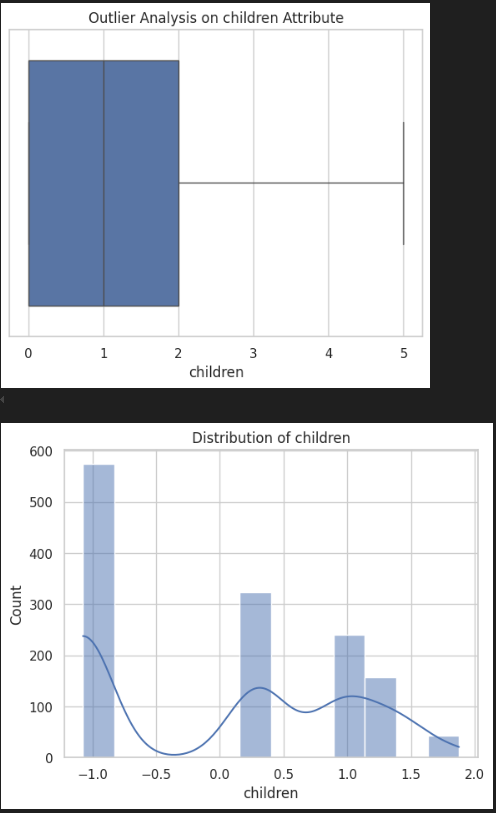 Outlier Analysis on children Attribute
0 1 2 3 4 5
children
Distribution of children
600
500
400
300
200
100
0
Count
−1.0 −0.5 0.0 0.5 1.0 1.5 2.0
children